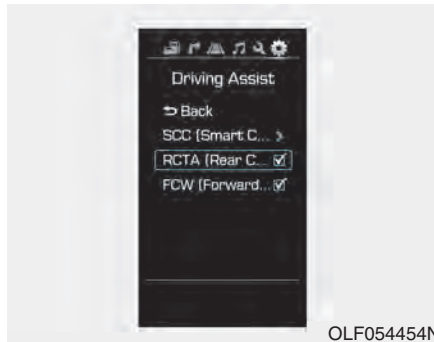 Driving Assist
Back
SCC (Smart C...
RCTA (Rear C...
FCW (Forward...
OLF054454N